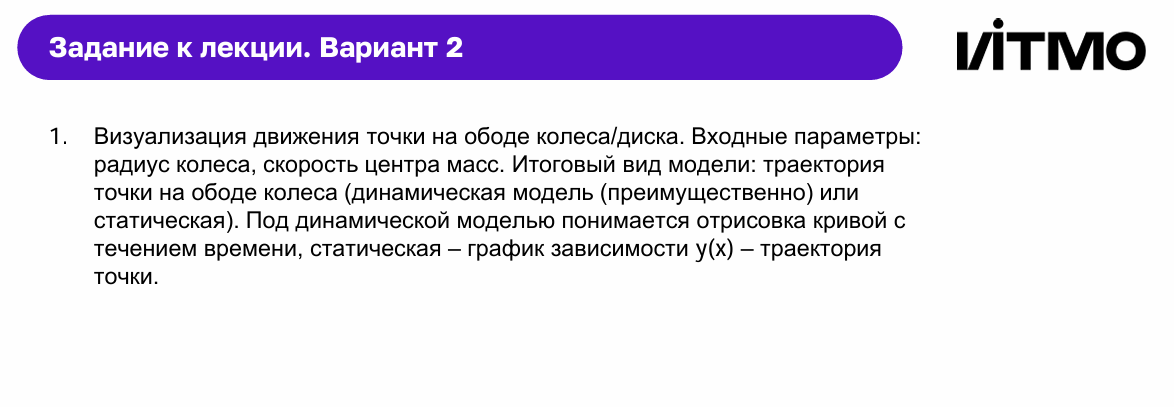 Задание к лекции. Вариант 2
ITMO
1. Визуализация движения точки на ободе колеса/диска. Входные параметры:
радиус колеса, скорость центра масс. Итоговый вид модели: траектория
точки на ободе колеса (динамическая модель (преимущественно) или
статическая). Под динамической моделью понимается отрисовка кривой с
течением времени, статическая – график зависимости y(x) – траектория
точки.